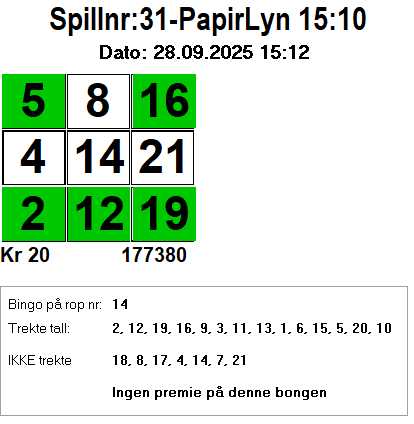 Spillnr:31-PapirLyn 15:10
Dato: 28.09.2025 15:12
5 8 16
4 14 21
2 12 19
Kr 20 177380
Bingo på rop nr: 14
Trekte tall: 2, 12, 19, 16, 9, 3, 11, 13, 1, 6, 15, 5, 20, 10
IKKE trekte 18, 8, 17, 4, 14, 7, 21
Ingen premie på denne bongen